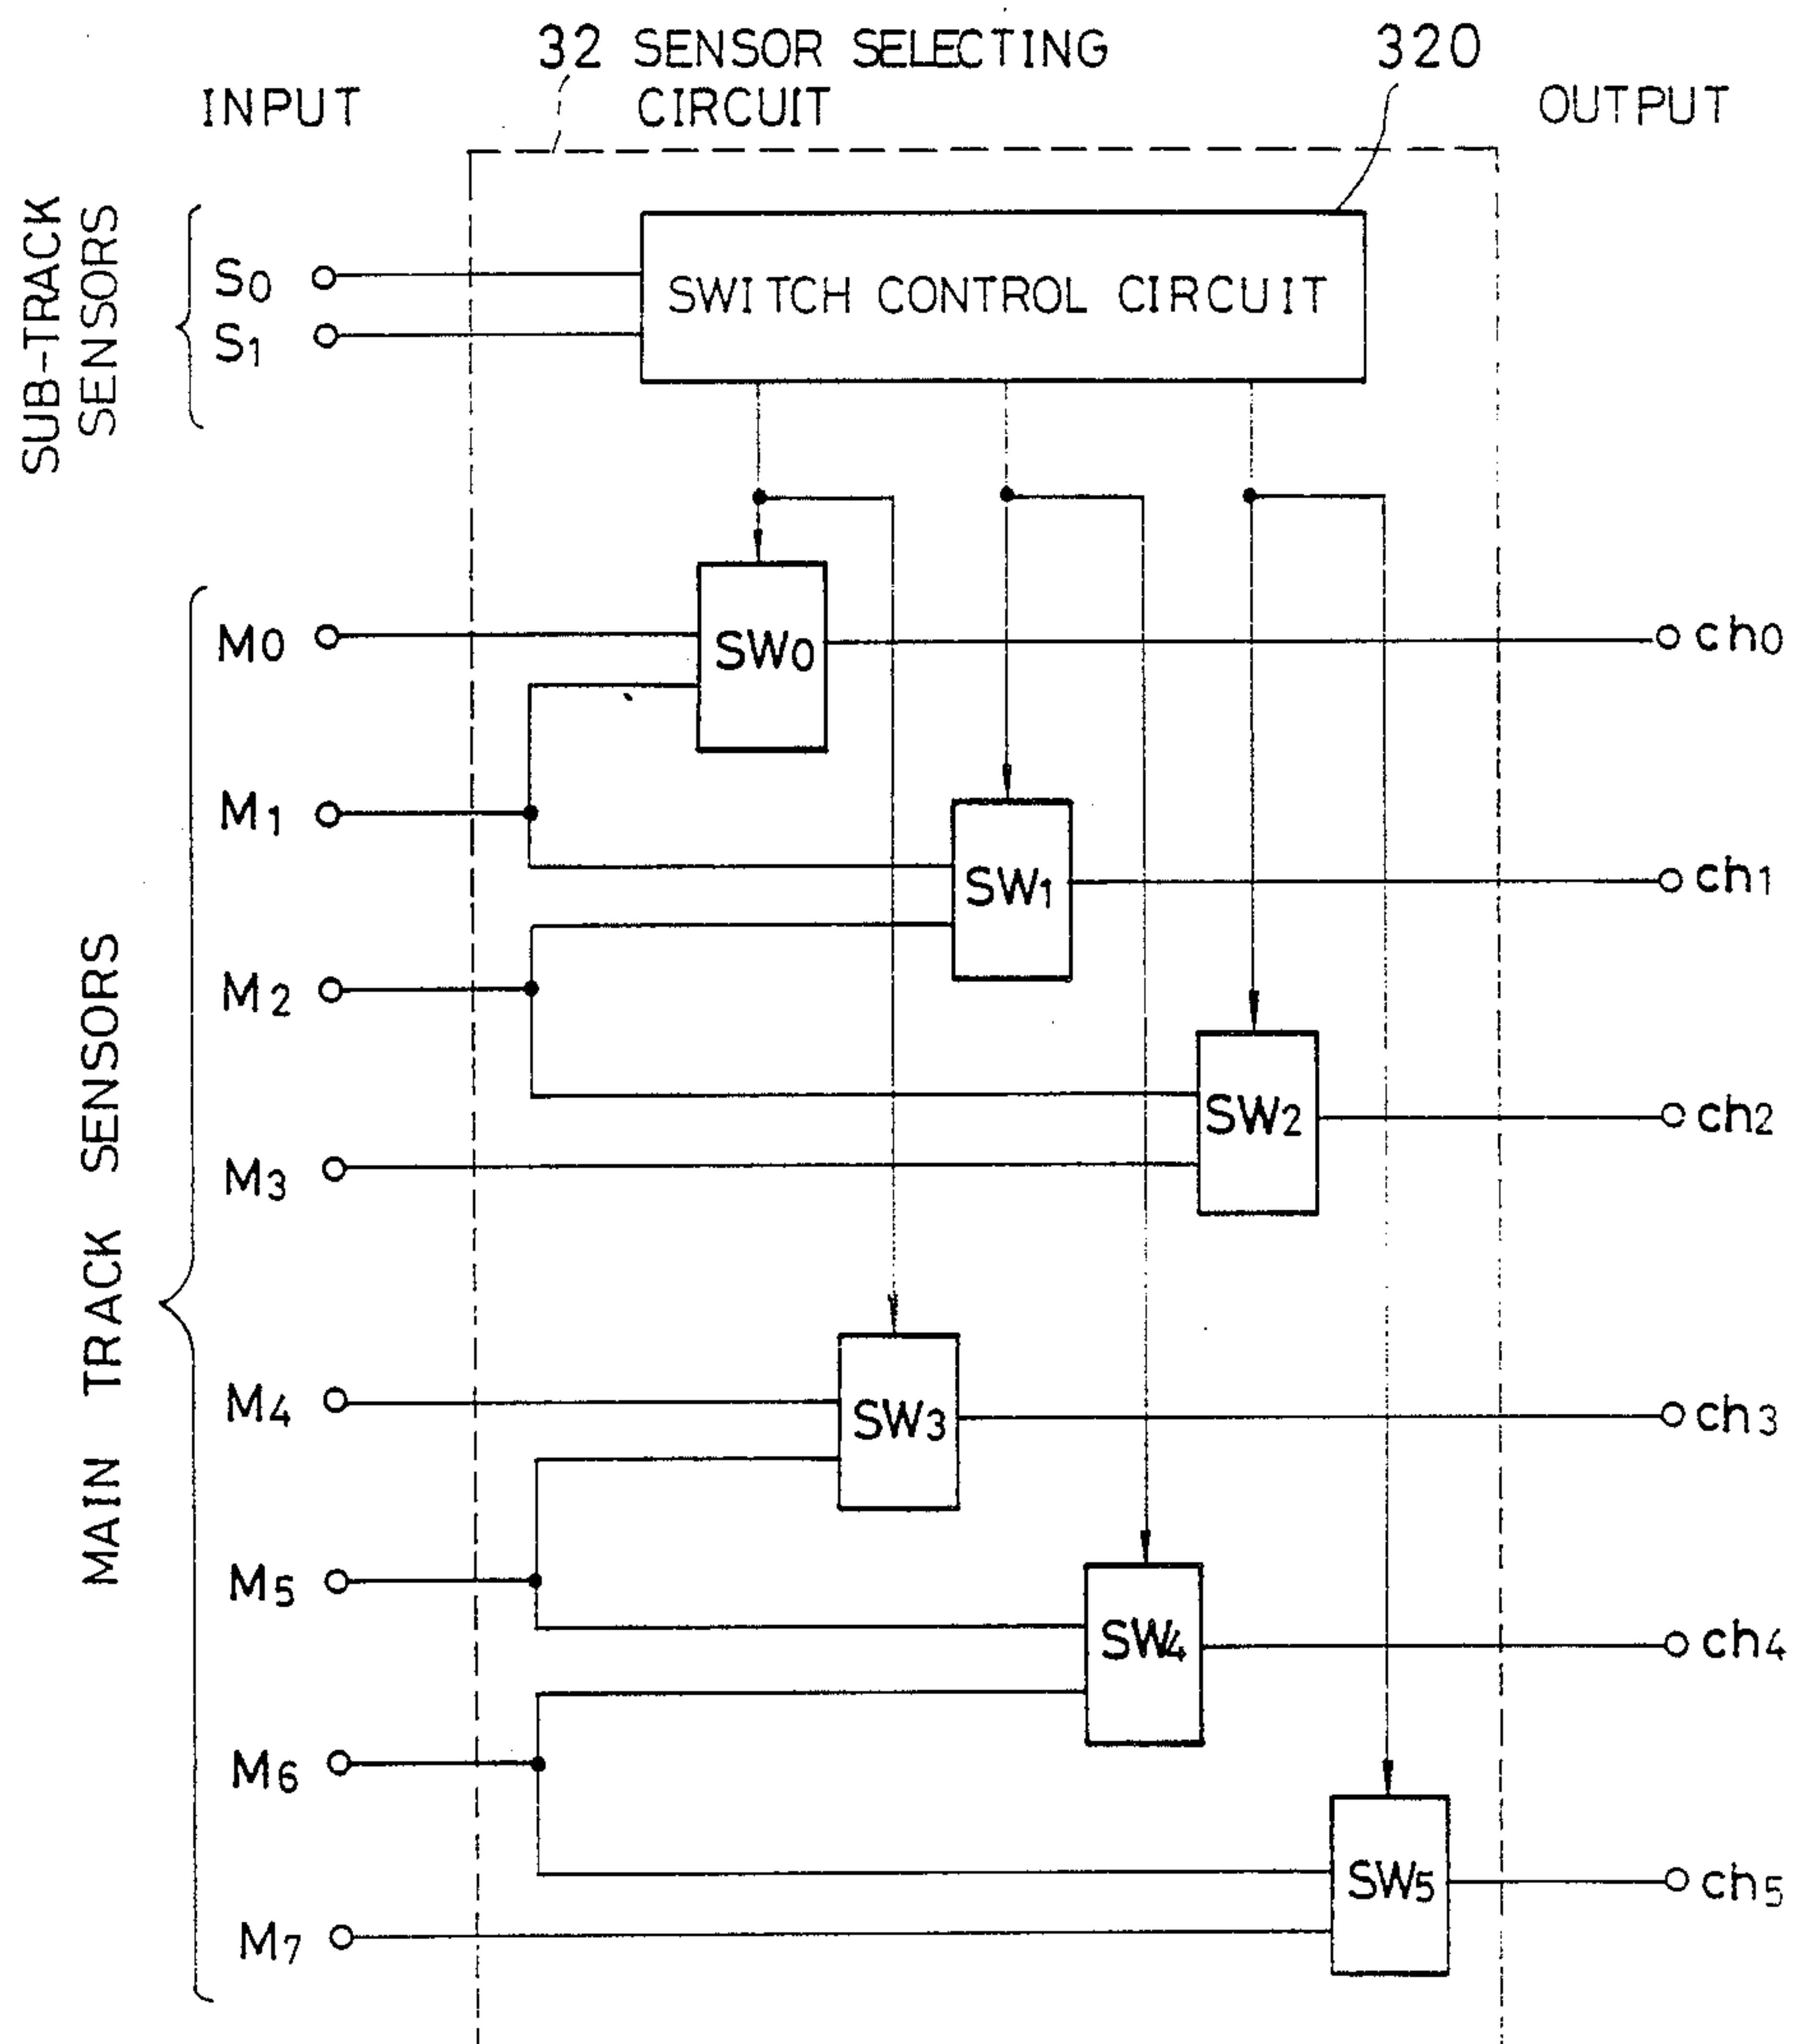 32 SENSOR SELECTING CIRCUIT
320
INPUT
OUTPUT
SUB-TRACK
SENSORS
S0
S1
SWITCH CONTROL CIRCUIT
MAIN TRACK SENSORS
M0
SW0
ch0
M1
SW1
ch1
M2
SW2
ch2
M3
M4
SW3
ch3
M5
SW4
ch4
M6
SW5
ch5
M7